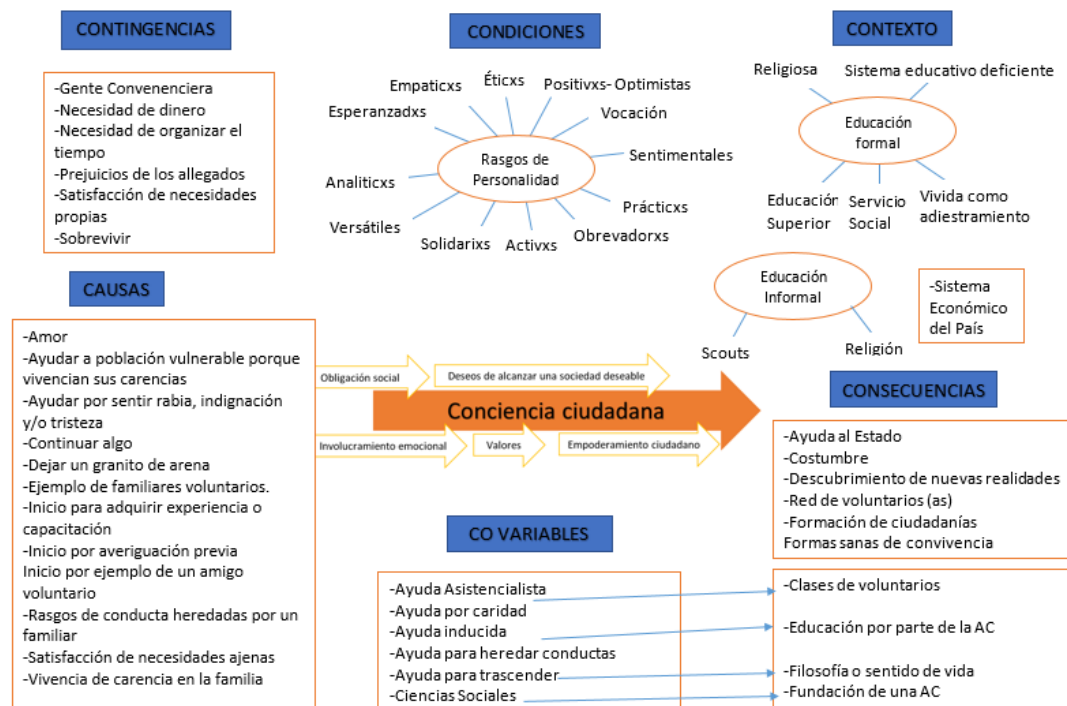 CONTINGENCIAS
-Gente Convenenciera
-Necesidad de dinero
-Necesidad de organizar el
tiempo
-Prejuicios de los allegados
-Satisfacción de necesidades
propias
-Sobrevivir
CONDICIONES
Empaticxs
Éticxs
Positivxs- Optimistas
Esperanzadxs
Vocación
Rasgos de
Personalidad
Sentimentales
Analiticxs
Prácticxs
Versátiles
Solidarixs
Activxs
Obrevadorxs
CONTEXTO
Religiosa
Sistema educativo deficiente
Educación
formal
Educación
Superior
Servicio
Social
Vivida como
adiestramiento
Educación
Informal
Scouts
Religión
-Sistema
Económico
del País
CAUSAS
-Amor
-Ayudar a población vulnerable porque
vivencian sus carencias
-Ayudar por sentir rabia, indignación
y/o tristeza
-Continuar algo
-Dejar un granito de arena
-Ejemplo de familiares voluntarios.
-Inicio para adquirir experiencia o
capacitación
-Inicio por averiguación previa
Inicio por ejemplo de un amigo
voluntario
-Rasgos de conducta heredadas por un
familiar
-Satisfacción de necesidades ajenas
-Vivencia de carencia en la familia
Obligación social
Deseos de alcanzar una sociedad deseable
Conciencia ciudadana
Involucramiento emocional
Valores
Empoderamiento ciudadano
CONSECUENCIAS
-Ayuda al Estado
-Costumbre
-Descubrimiento de nuevas realidades
-Red de voluntarios (as)
-Formación de ciudadanías
Formas sanas de convivencia
CO VARIABLES
-Ayuda Asistencialista
-Ayuda por caridad
-Ayuda inducida
-Ayuda para heredar conductas
-Ayuda para trascender
-Ciencias Sociales
-Clases de voluntarios
-Educación por parte de la AC
-Filosofía o sentido de vida
-Fundación de una AC